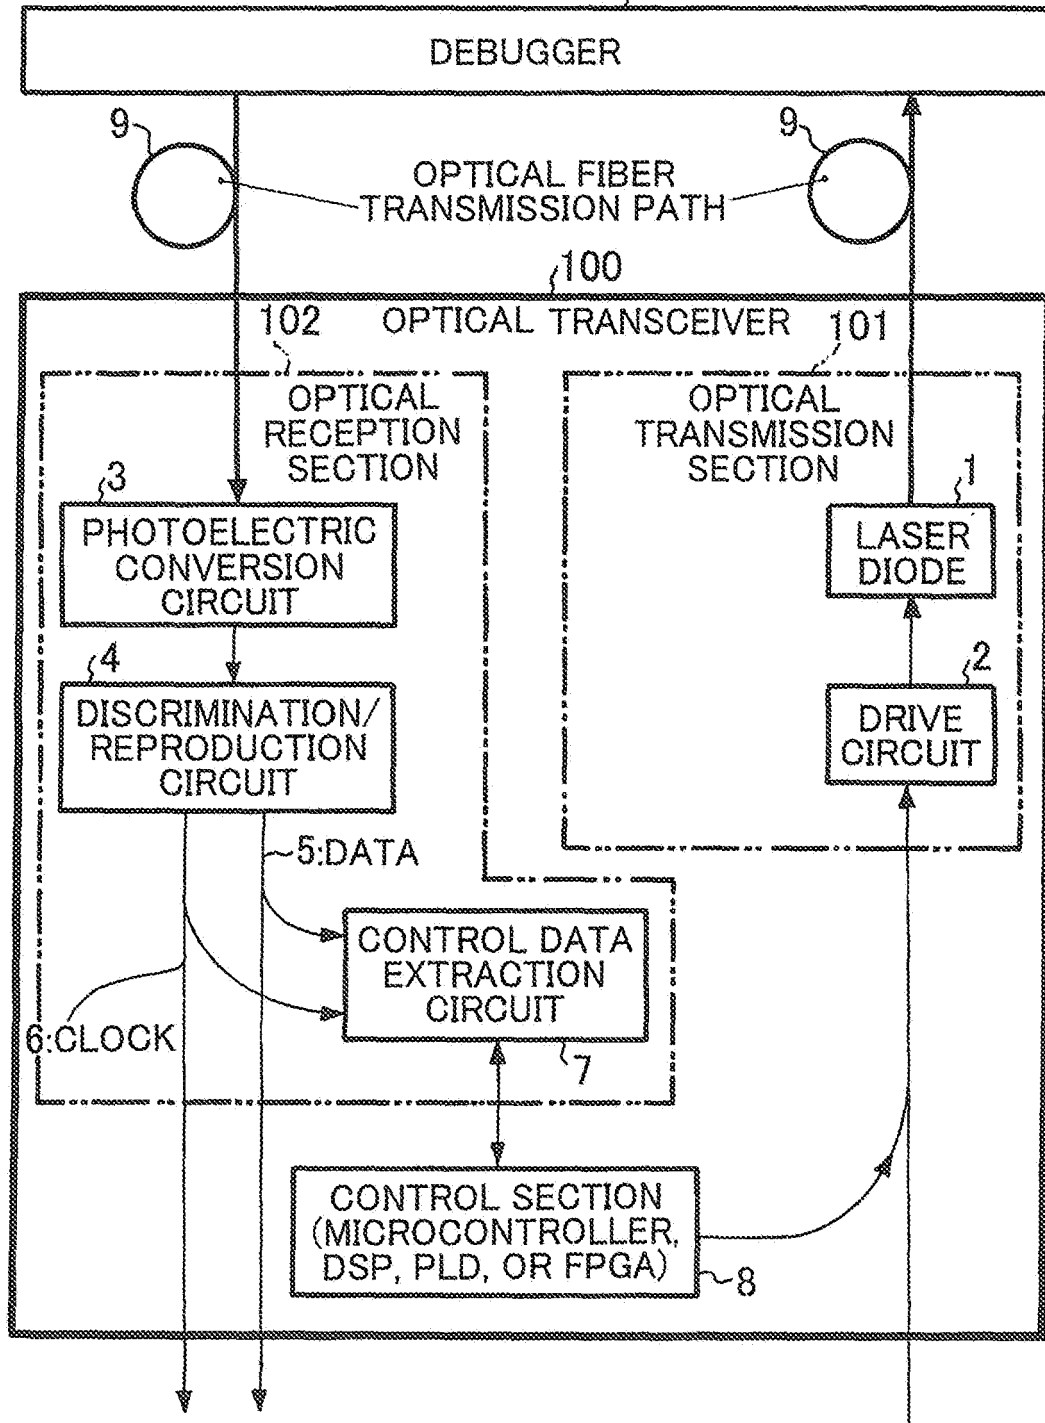 DEBUGGER
9
9
OPTICAL FIBER
TRANSMISSION PATH
100
OPTICAL TRANSCEIVER
102
101
OPTICAL
RECEPTION
SECTION
OPTICAL
TRANSMISSION
SECTION
3
PHOTOELECTRIC
CONVERSION
CIRCUIT
1
LASER
DIODE
4
DISCRIMINATION/
REPRODUCTION
CIRCUIT
2
DRIVE
CIRCUIT
5:DATA
CONTROL DATA
EXTRACTION
CIRCUIT
6:CLOCK
7
CONTROL SECTION
(MICROCONTROLLER,
DSP, PLD, OR FPGA)
8